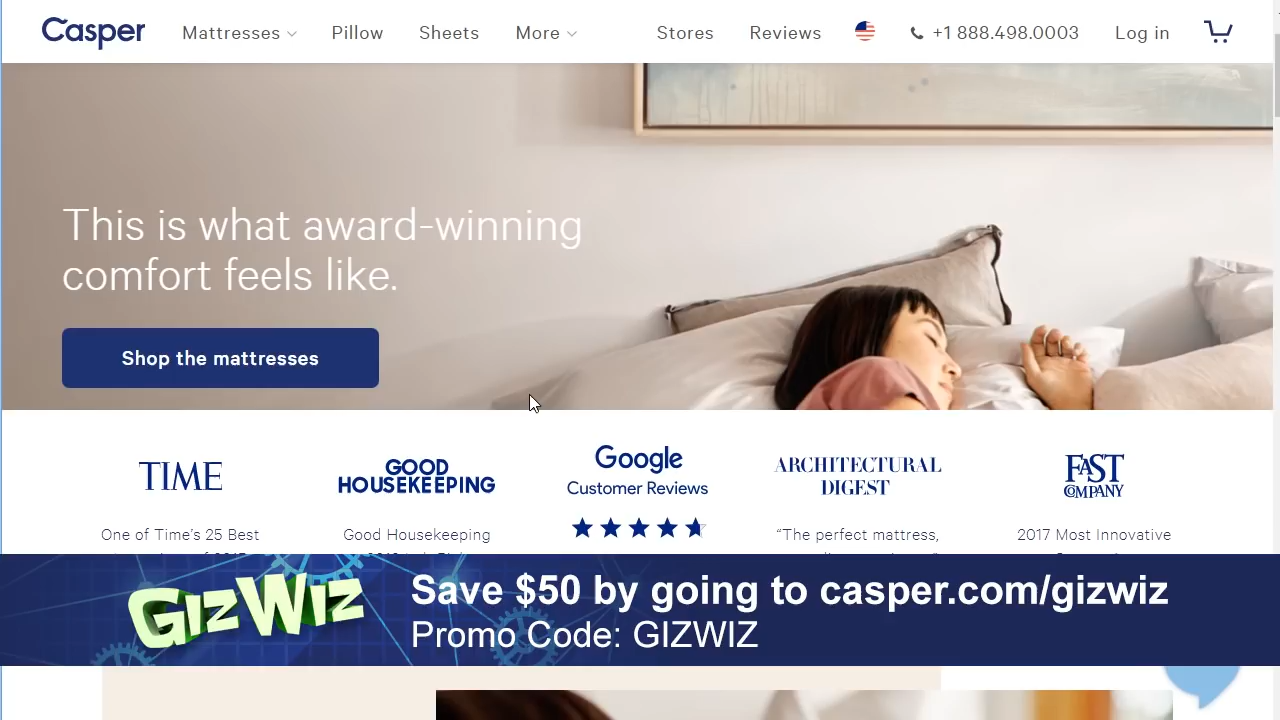 Casper Mattresses Pillow Sheets More Stores Reviews +1 888.498.0003 Log in
This is what award-winning
comfort feels like.
Shop the mattresses
TIME
GOOD
HOUSEKEEPING
Google
Customer Reviews
ARCHITECTURAL
DIGEST
FAST
COMPANY
One of Time's 25 Best
Good Housekeeping
“The perfect mattress,
2017 Most Innovative
GIZWIZ
Save $50 by going to casper.com/gizwiz
Promo Code: GIZWIZ